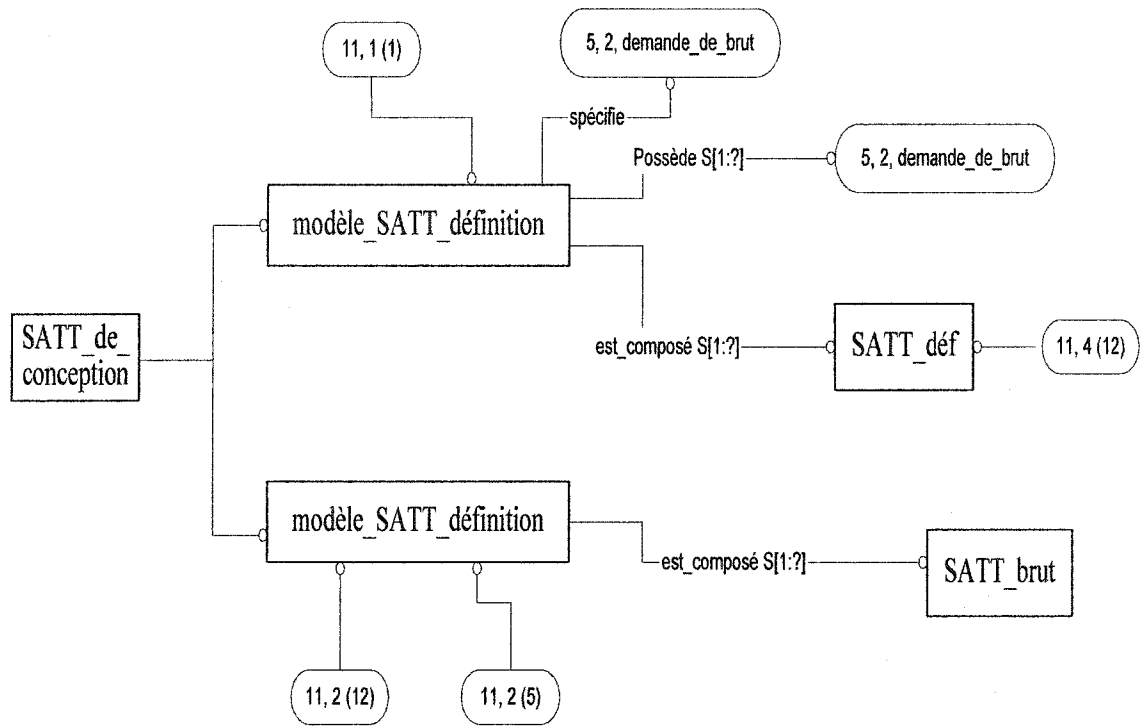 11, 1 (1)
5, 2, demande_de_brut
spécifie
Possède S[1:?]
5, 2, demande_de_brut
modèle_SATT_définition
SATT_de_
conception
est_composé S[1:?]
SATT_déf
11, 4 (12)
modèle_SATT_définition
est_composé S[1:?]
SATT_brut
11, 2 (12)
11, 2 (5)